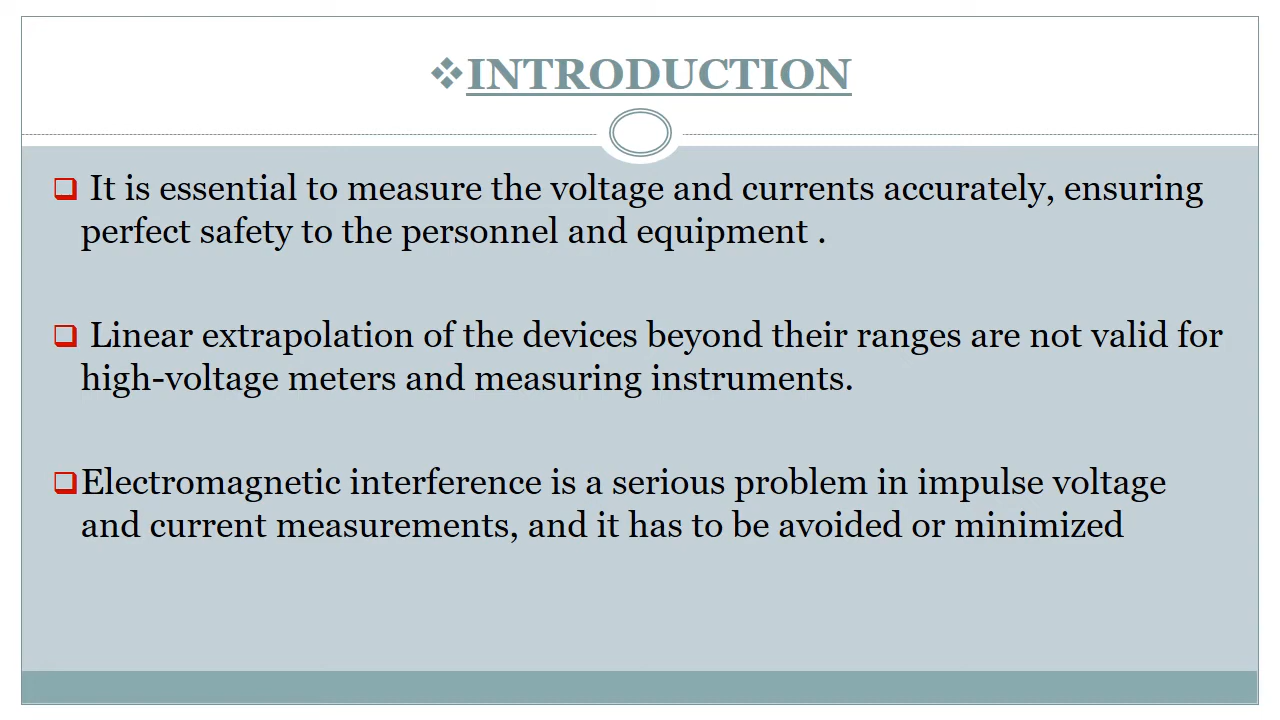 ❖INTRODUCTION
❑ It is essential to measure the voltage and currents accurately, ensuring
perfect safety to the personnel and equipment .
❑ Linear extrapolation of the devices beyond their ranges are not valid for
high-voltage meters and measuring instruments.
❑Electromagnetic interference is a serious problem in impulse voltage
and current measurements, and it has to be avoided or minimized